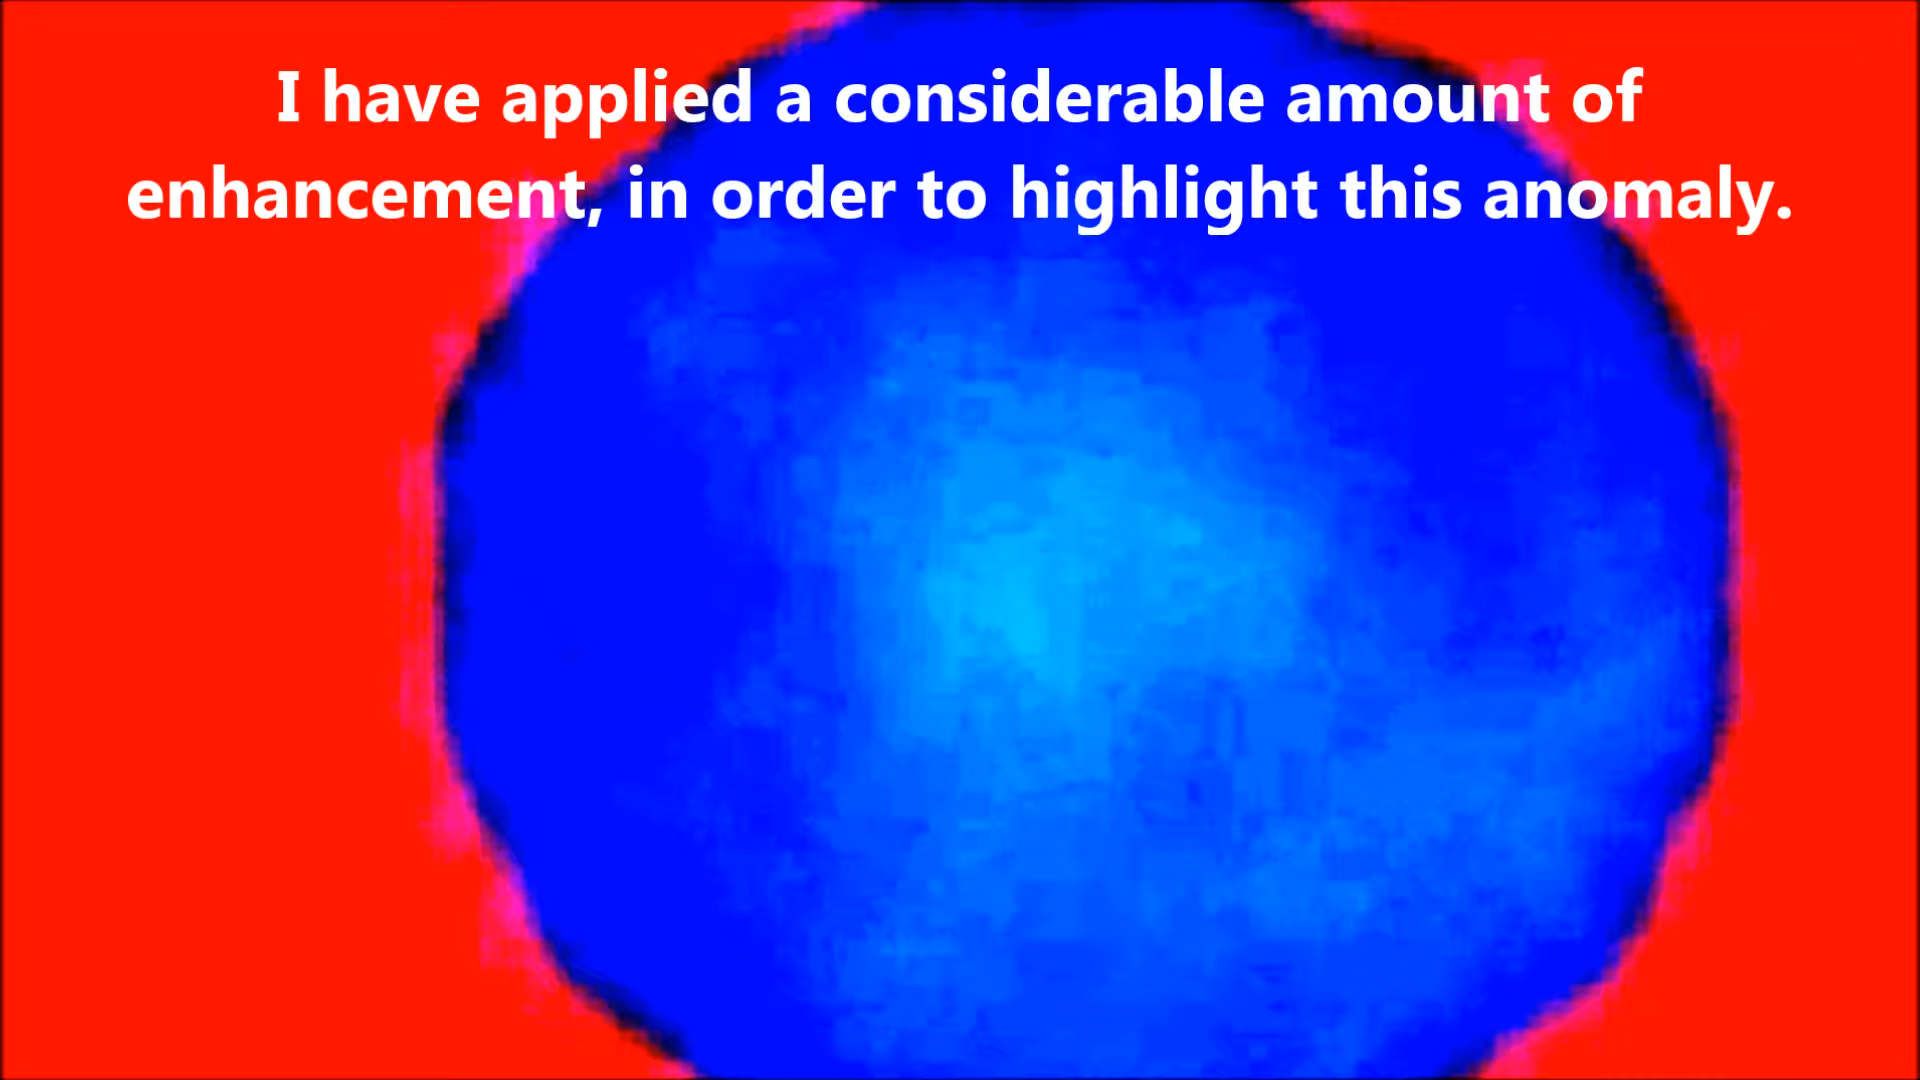 I have applied a considerable amount of
enhancement, in order to highlight this anomaly.